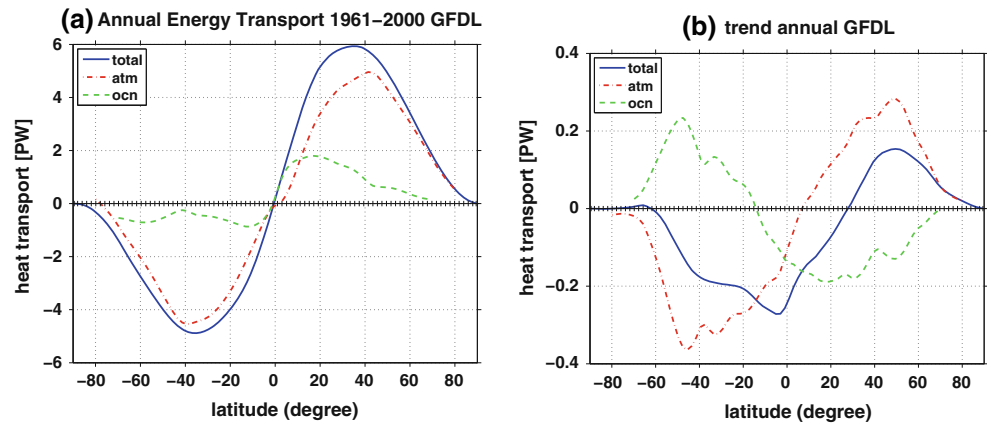 (a) Annual Energy Transport 1961−2000 GFDL
heat transport [PW]
6
4
2
0
−2
−4
−6
total
atm
ocn
−80 −60 −40 −20 0 20 40 60 80
latitude (degree)
(b) trend annual GFDL
heat transport [PW]
0.4
0.2
0
−0.2
−0.4
total
atm
ocn
−80 −60 −40 −20 0 20 40 60 80
latitude (degree)